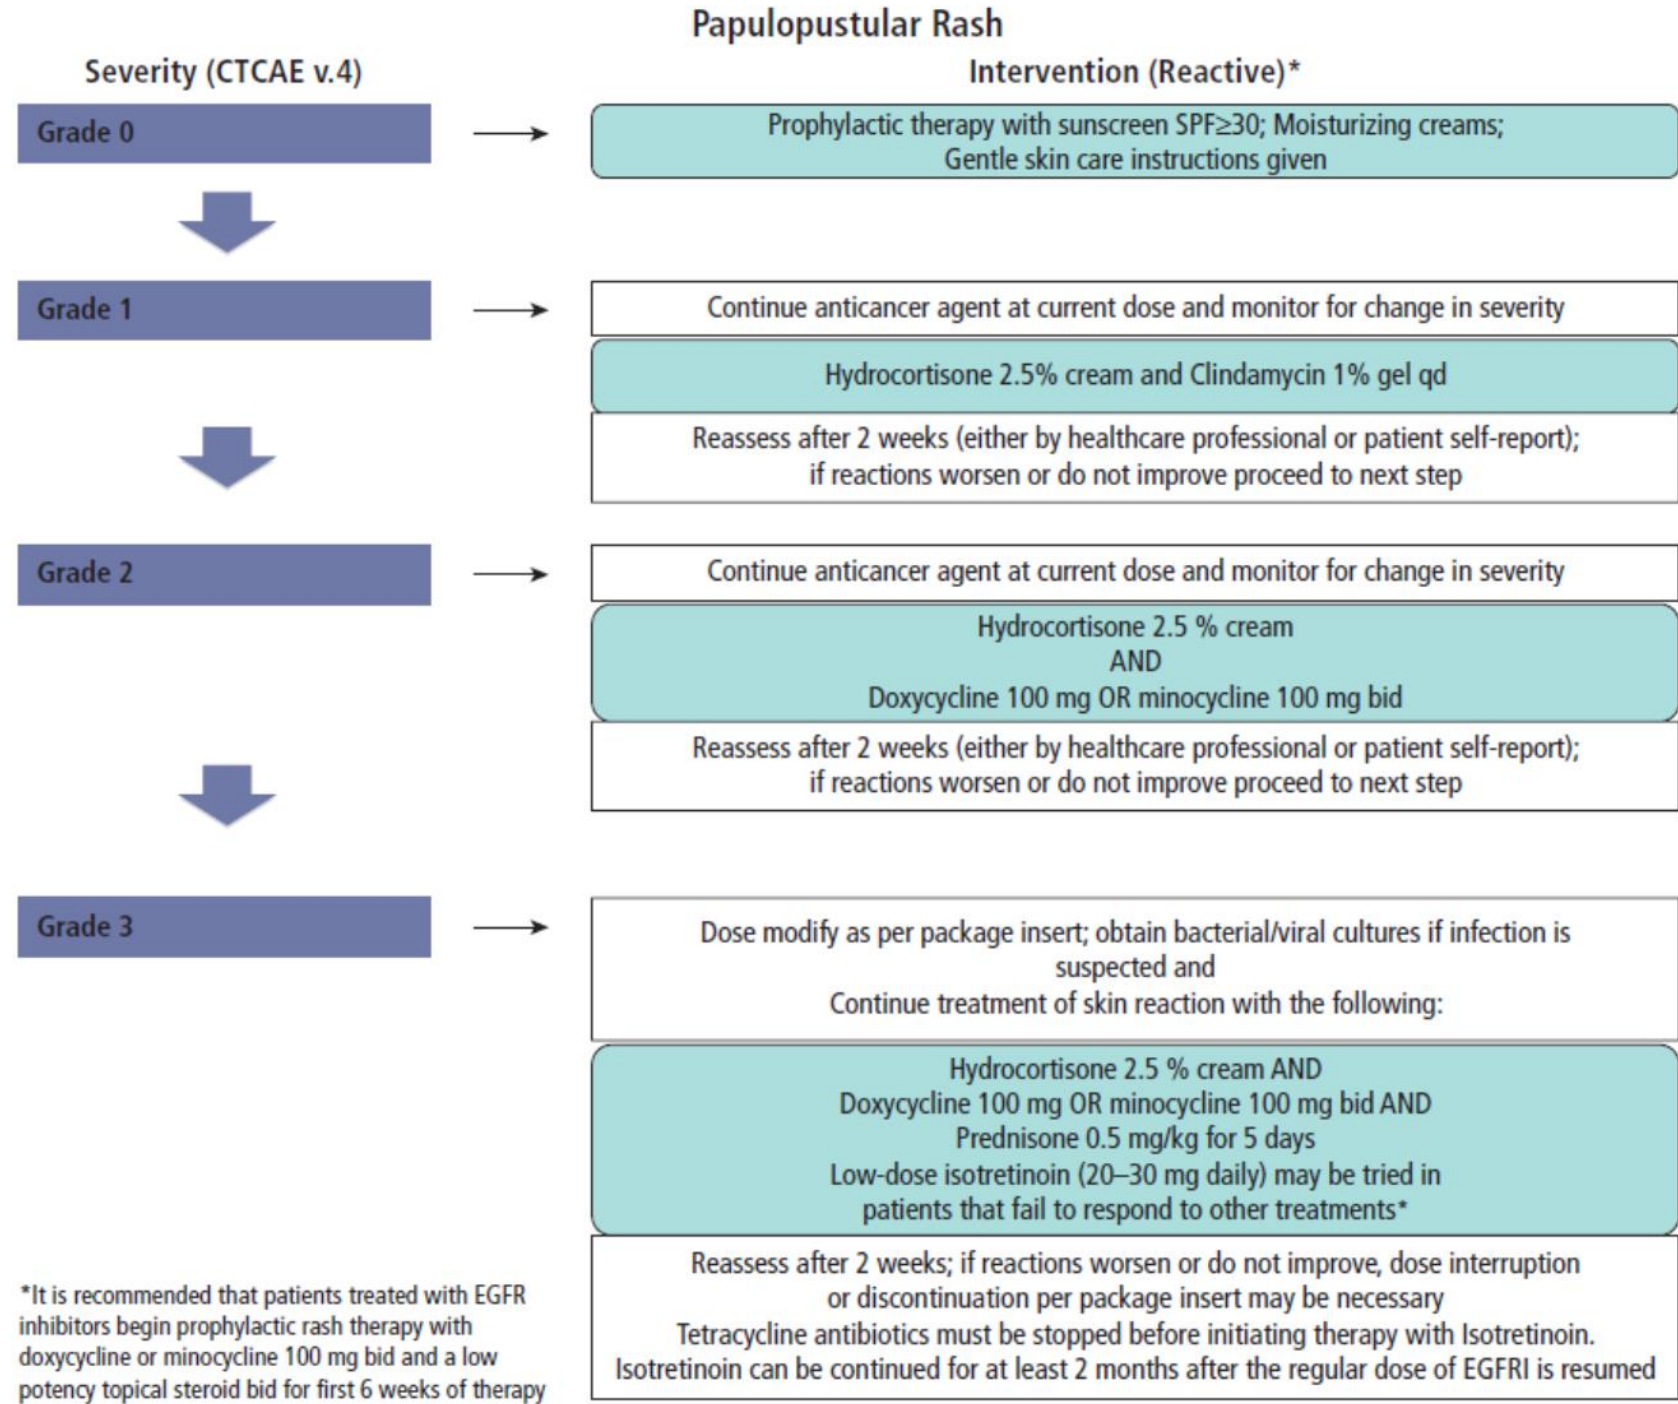 Papulopustular Rash
Severity (CTCAE v.4)
Intervention (Reactive)*
Grade 0
Prophylactic therapy with sunscreen SPF≥30; Moisturizing creams;
Gentle skin care instructions given
Grade 1
Continue anticancer agent at current dose and monitor for change in severity
Hydrocortisone 2.5% cream and Clindamycin 1% gel qd
Reassess after 2 weeks (either by healthcare professional or patient self-report);
if reactions worsen or do not improve proceed to next step
Grade 2
Continue anticancer agent at current dose and monitor for change in severity
Hydrocortisone 2.5 % cream
AND
Doxycycline 100 mg OR minocycline 100 mg bid
Reassess after 2 weeks (either by healthcare professional or patient self-report);
if reactions worsen or do not improve proceed to next step
Grade 3
Dose modify as per package insert; obtain bacterial/viral cultures if infection is
suspected and
Continue treatment of skin reaction with the following:
Hydrocortisone 2.5 % cream AND
Doxycycline 100 mg OR minocycline 100 mg bid AND
Prednisone 0.5 mg/kg for 5 days
Low-dose isotretinoin (20–30 mg daily) may be tried in
patients that fail to respond to other treatments*
Reassess after 2 weeks; if reactions worsen or do not improve, dose interruption
or discontinuation per package insert may be necessary
Tetracycline antibiotics must be stopped before initiating therapy with Isotretinoin.
Isotretinoin can be continued for at least 2 months after the regular dose of EGFRI is resumed
*It is recommended that patients treated with EGFR
inhibitors begin prophylactic rash therapy with
doxycycline or minocycline 100 mg bid and a low
potency topical steroid bid for first 6 weeks of therapy